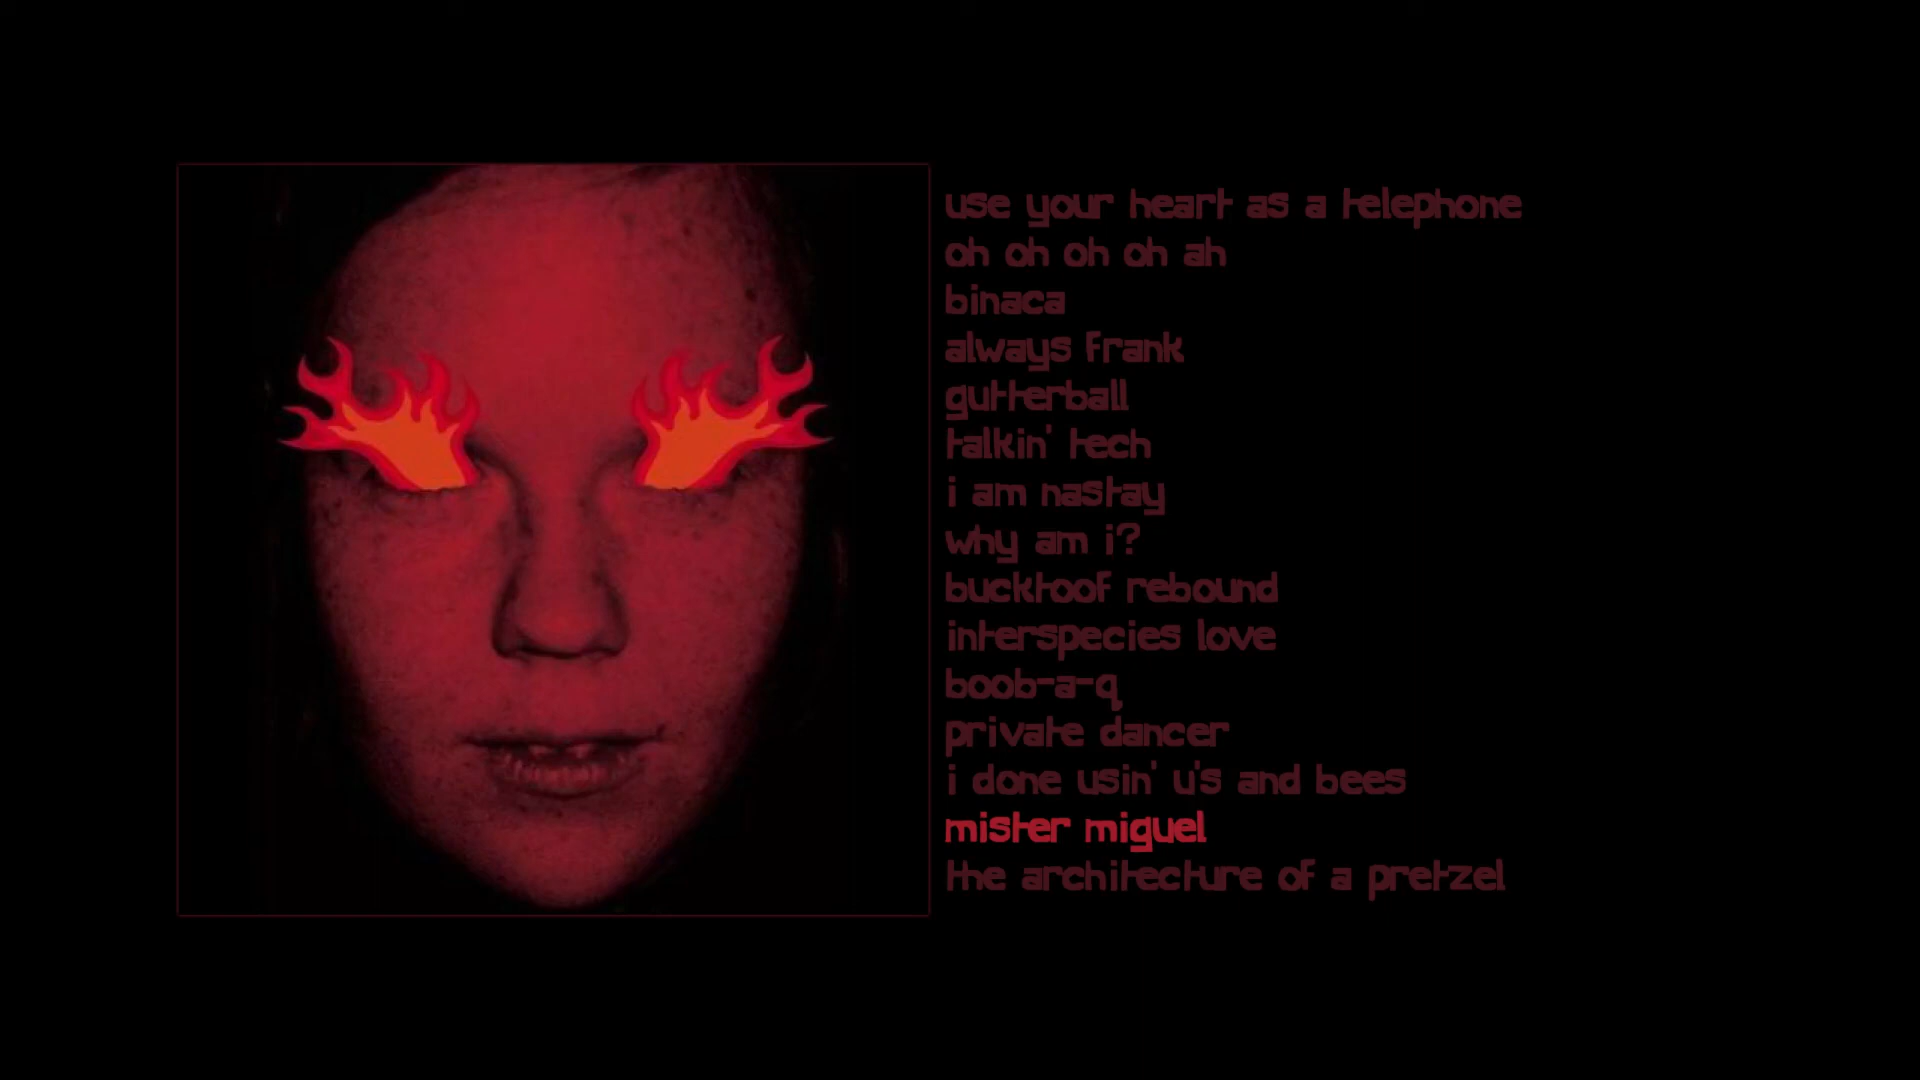 use your heart as a telephone
oh oh oh oh ah
binaca
always frank
gutterball
talkin' tech
i am nastay
why am i?
bucktoof rebound
interspecies love
boob-a-q
private dancer
i done usin' u's and bees
mister miguel
the architecture of a pretzel